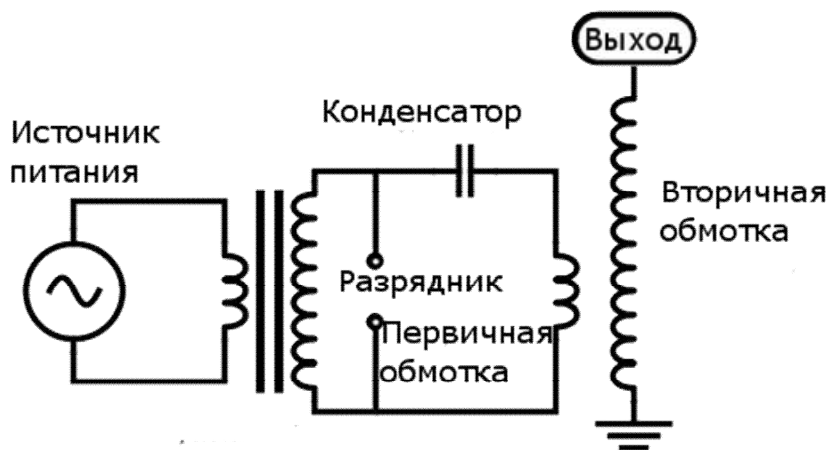 Выход
Конденсатор
Источник
питания
Вторичная
обмотка
Разрядник
Первичная
обмотка